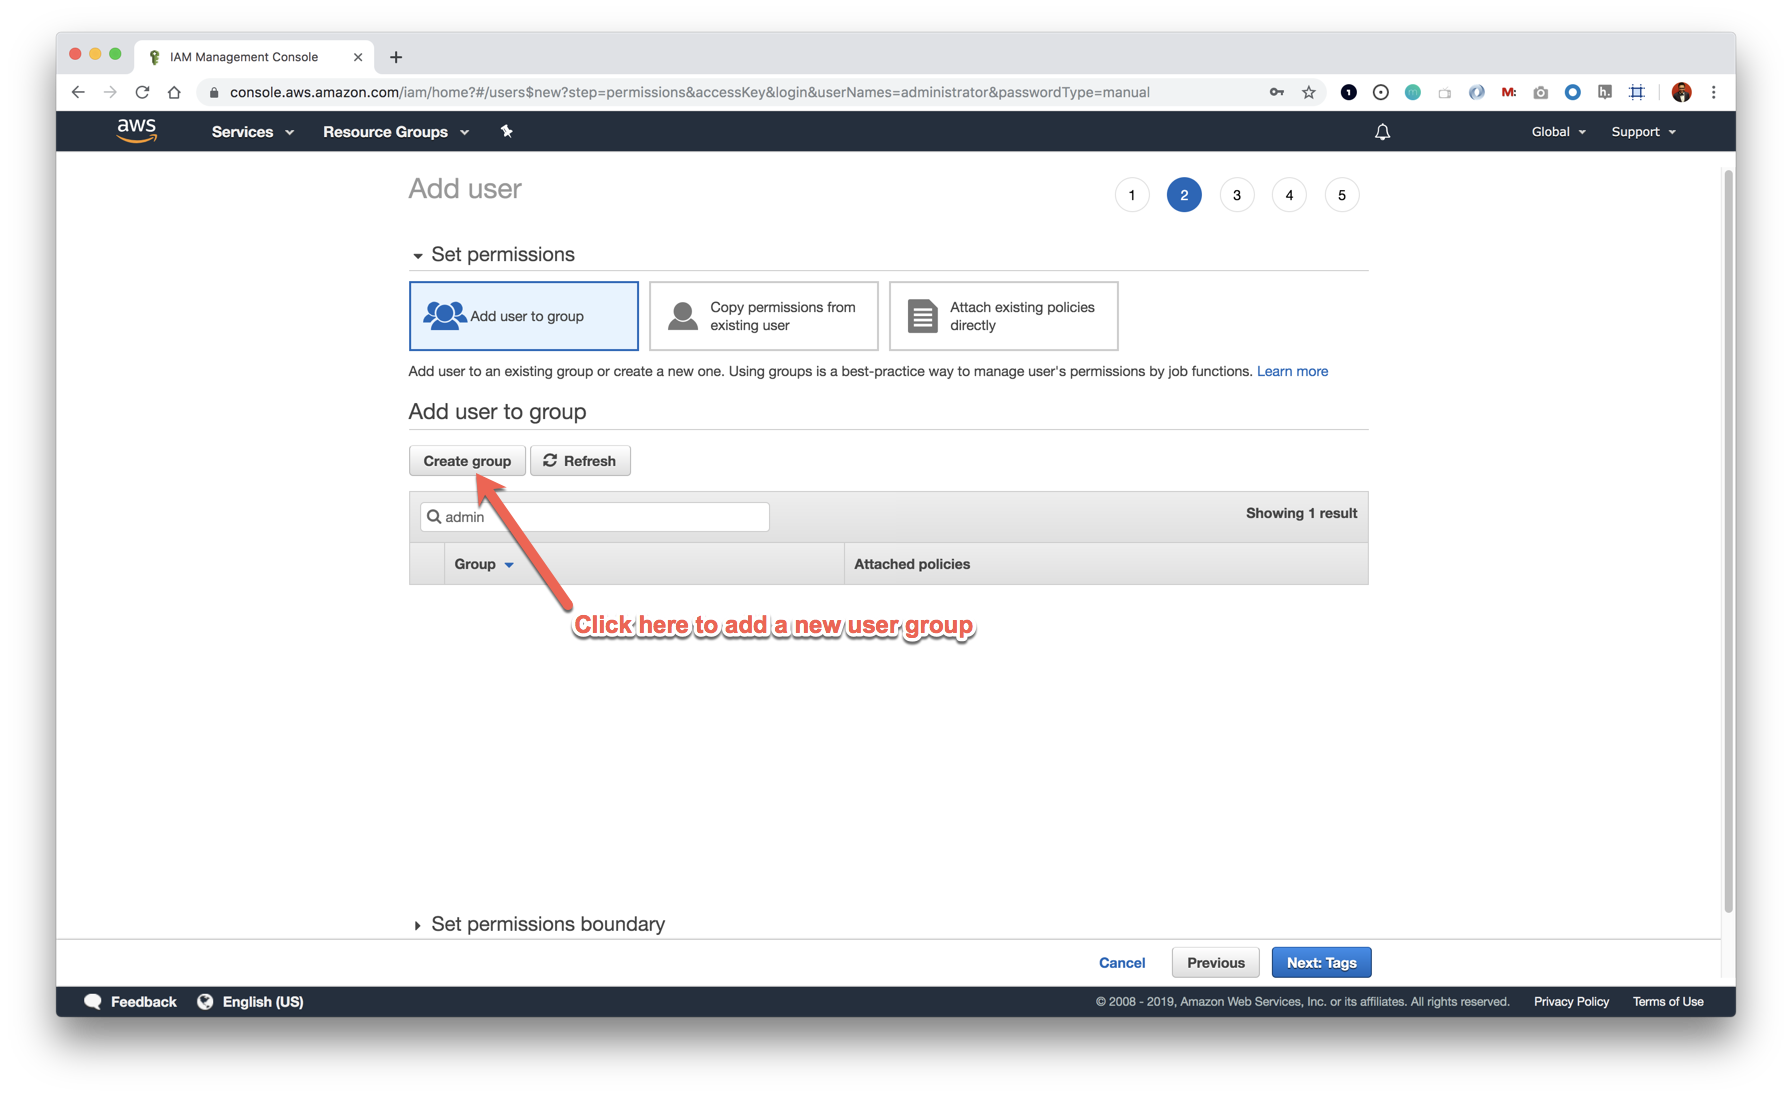 IAM Management Console
console.aws.amazon.com/iam/home?#/users$new?step=permissions&accessKey&login&userNames=administrator&passwordType=manual
1
M:
h.
aws
Services
Resource Groups
Global
Support
Add user
1
2
3
4
5
Set permissions
Add user to group
Copy permissions from
existing user
Attach existing policies
directly
Add user to an existing group or create a new one. Using groups is a best-practice way to manage user's permissions by job functions. Learn more
Add user to group
Create group
Refresh
admin
Showing 1 result
Group
Attached policies
Click here to add a new user group
Set permissions boundary
Cancel
Previous
Next: Tags
Feedback
English (US)
© 2008 - 2019, Amazon Web Services, Inc. or its affiliates. All rights reserved.
Privacy Policy
Terms of Use